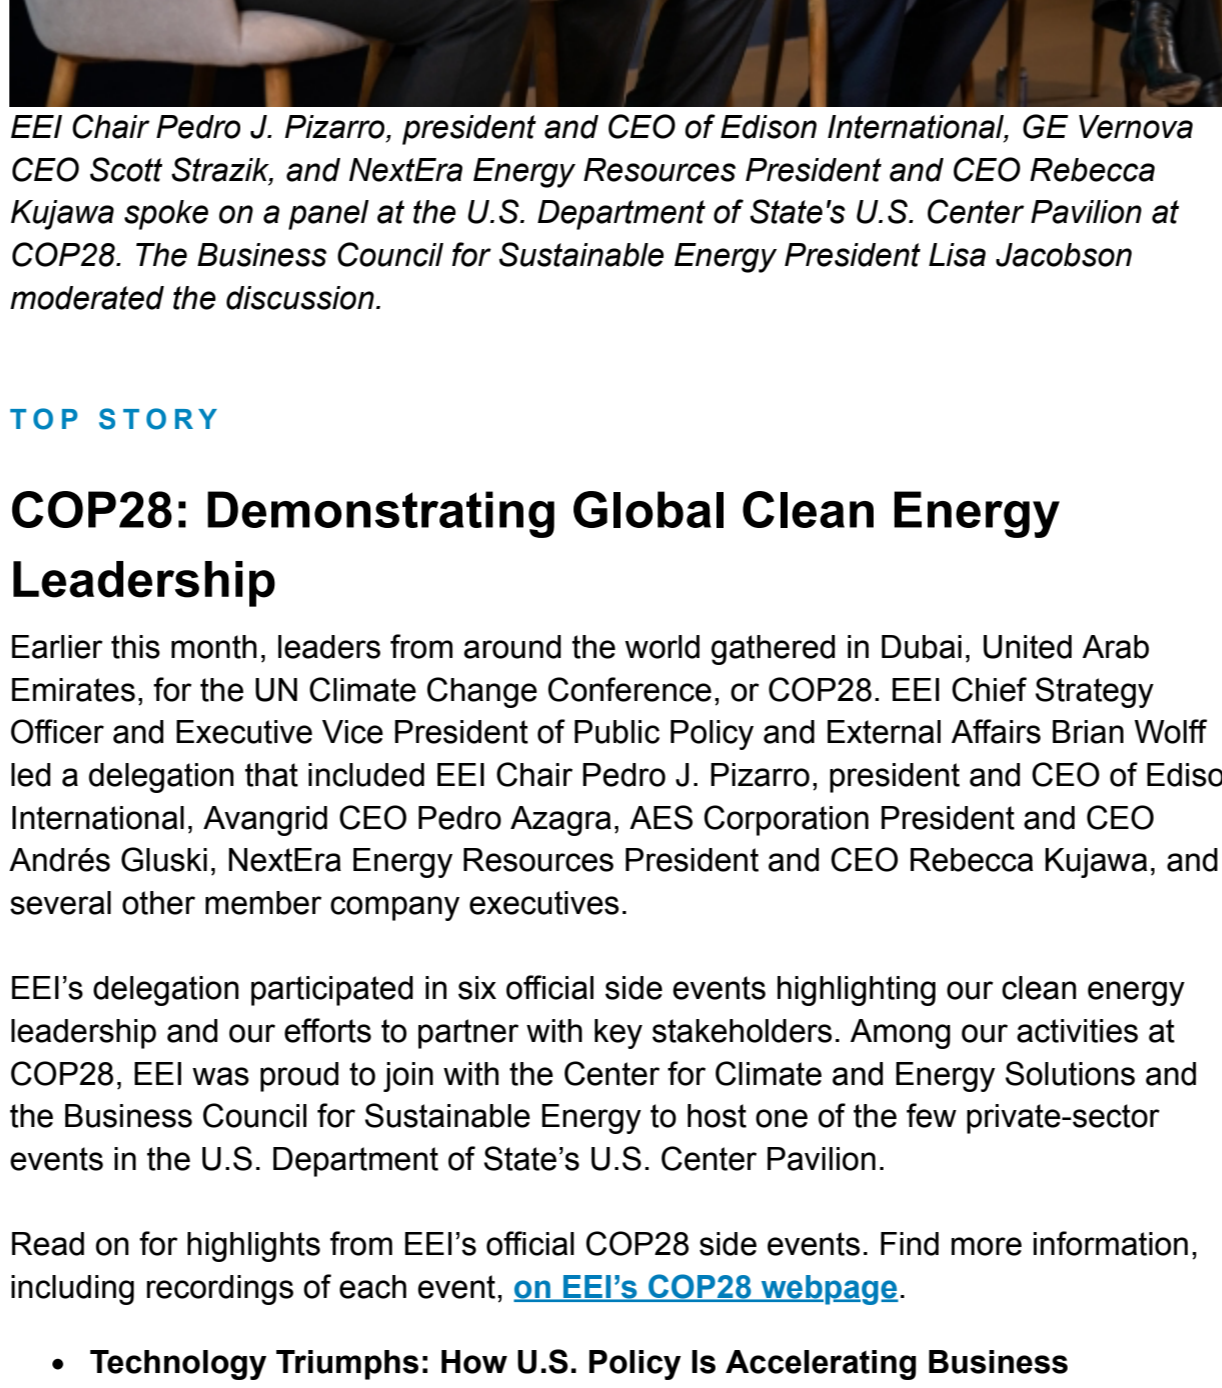 EEI Chair Pedro J. Pizarro, president and CEO of Edison International, GE Vernova
CEO Scott Strazik, and NextEra Energy Resources President and CEO Rebecca
Kujawa spoke on a panel at the U.S. Department of State's U.S. Center Pavilion at
COP28. The Business Council for Sustainable Energy President Lisa Jacobson
moderated the discussion.
TOP STORY
COP28: Demonstrating Global Clean Energy
Leadership
Earlier this month, leaders from around the world gathered in Dubai, United Arab
Emirates, for the UN Climate Change Conference, or COP28. EEI Chief Strategy
Officer and Executive Vice President of Public Policy and External Affairs Brian Wolff
led a delegation that included EEI Chair Pedro J. Pizarro, president and CEO of Ediso
International, Avangrid CEO Pedro Azagra, AES Corporation President and CEO
Andrés Gluski, NextEra Energy Resources President and CEO Rebecca Kujawa, and
several other member company executives.
EEI’s delegation participated in six official side events highlighting our clean energy
leadership and our efforts to partner with key stakeholders. Among our activities at
COP28, EEI was proud to join with the Center for Climate and Energy Solutions and
the Business Council for Sustainable Energy to host one of the few private-sector
events in the U.S. Department of State’s U.S. Center Pavilion.
Read on for highlights from EEI’s official COP28 side events. Find more information,
including recordings of each event, on EEI’s COP28 webpage.
• Technology Triumphs: How U.S. Policy Is Accelerating Business